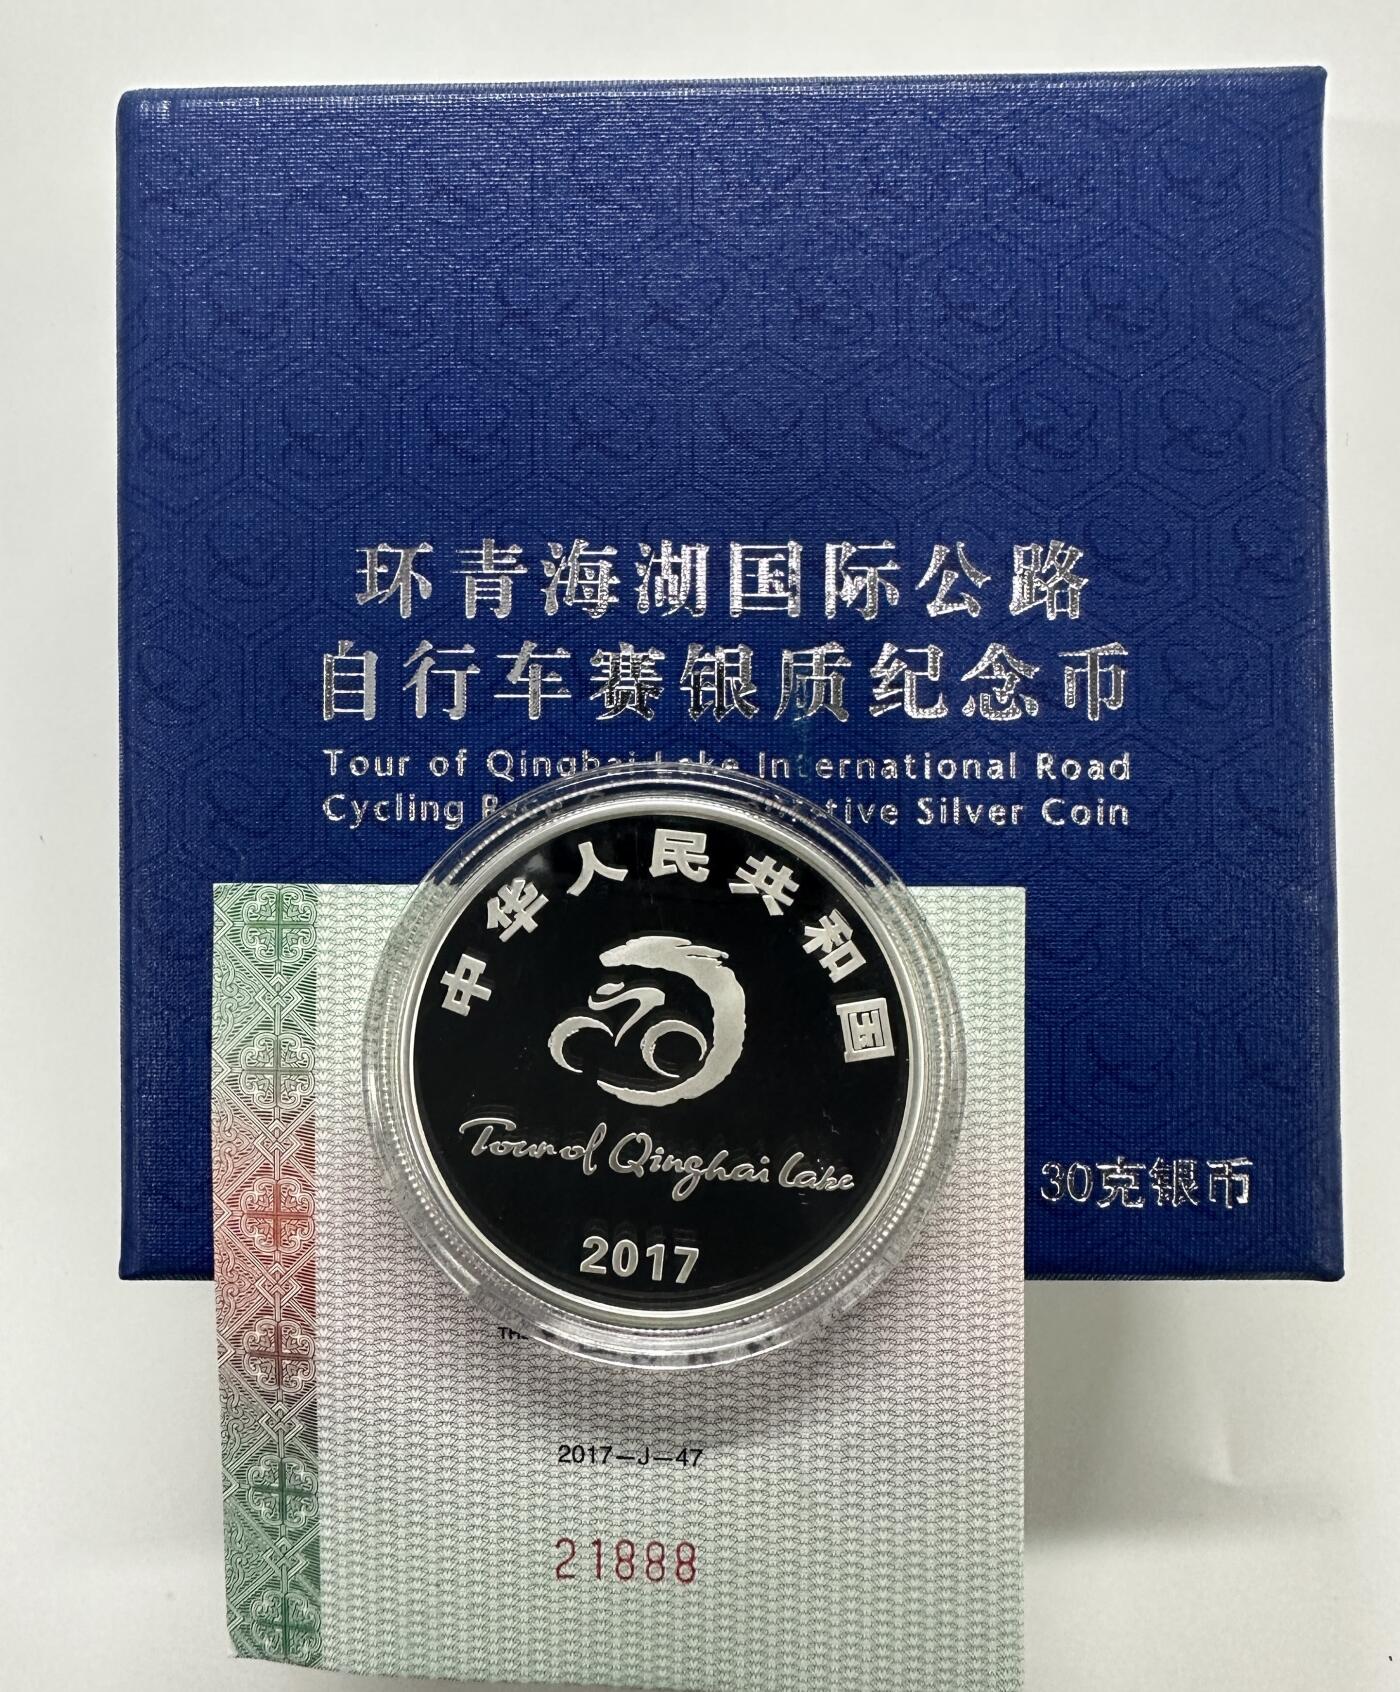 环青海湖国际公路
自行车赛银质纪念币
Tour of Qinghai Lake International Road
Cycling
Silver Coin
中华人民共和国
Tour of Qinghai Lake
2017
30克银币
2017-J-47
21888